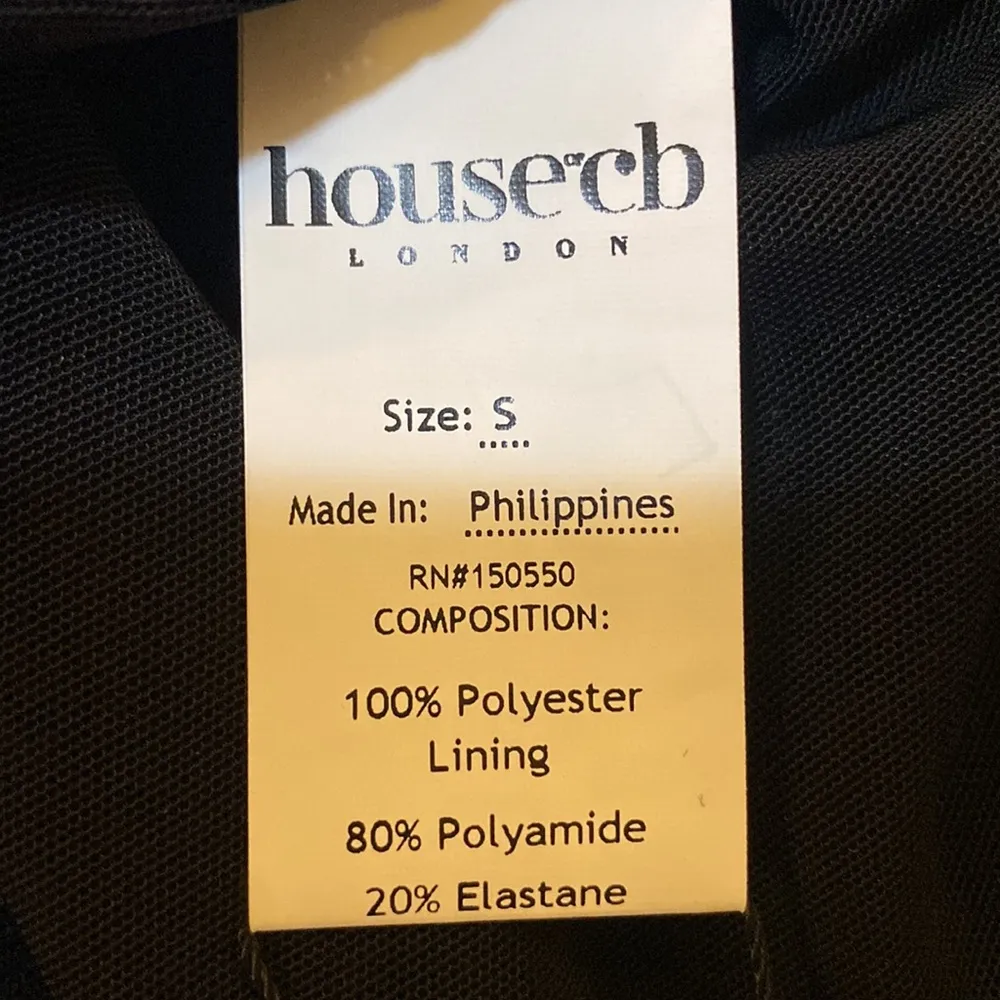 house of cb
LONDON
Size: S
Made In: Philippines
RN#150550
COMPOSITION:
100% Polyester
Lining
80% Polyamide
20% Elastane